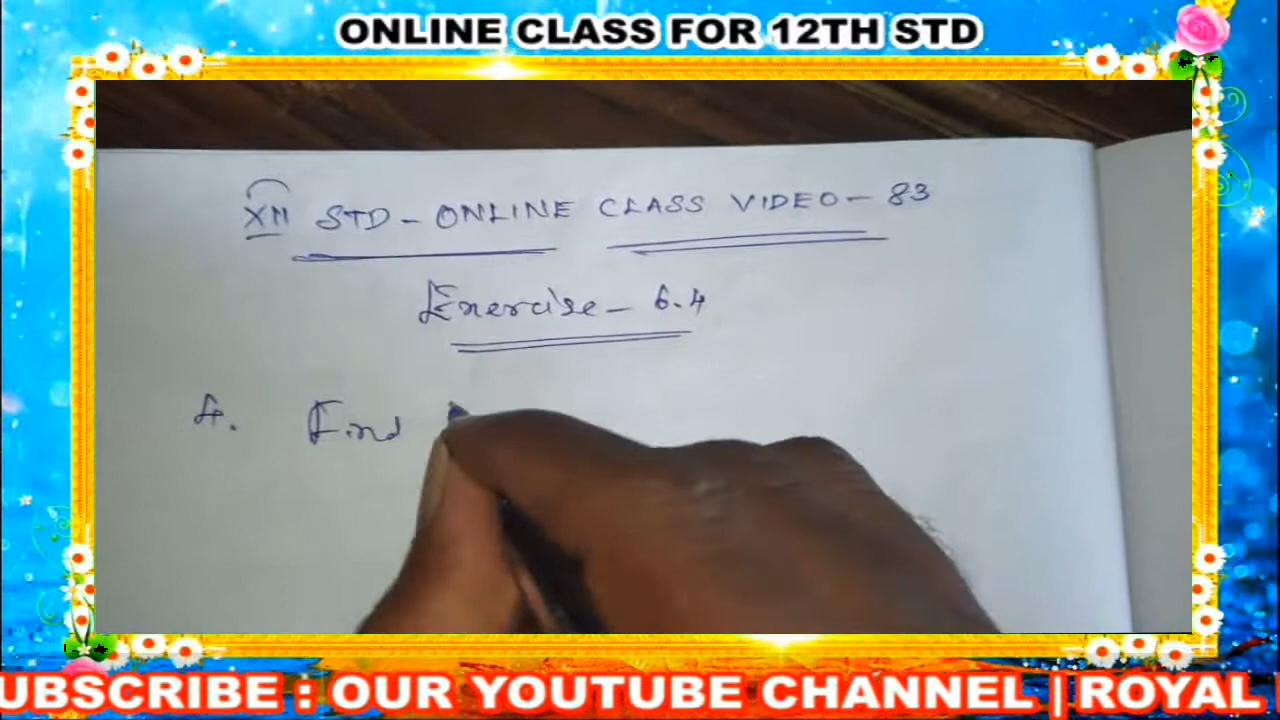 ONLINE CLASS FOR 12TH STD
XII STD - ONLINE CLASS VIDEO - 83
Exercise - 6.4
4. Find
UBSCRIBE : OUR YOUTUBE CHANNEL | ROYAL